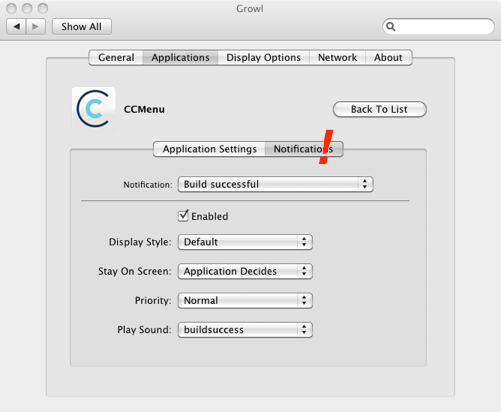 Growl
Show All
General Applications Display Options Network About
CCMenu
Back To List
Application Settings Notifications
Notification: Build successful
Enabled
Display Style: Default
Stay On Screen: Application Decides
Priority: Normal
Play Sound: buildsuccess